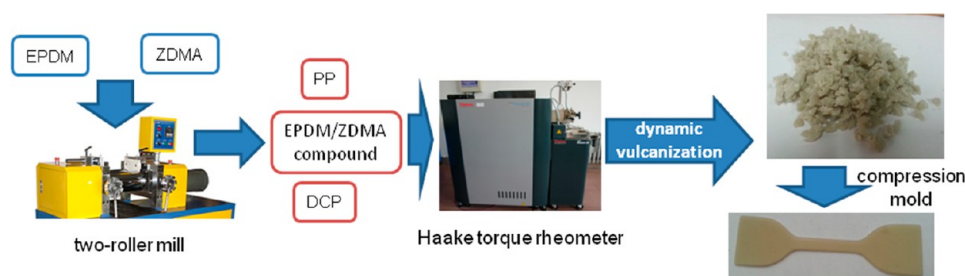 EPDM
ZDMA
two-roller mill
PP
EPDM/ZDMA
compound
DCP
Haake torque rheometer
dynamic
vulcanization
compression
mold